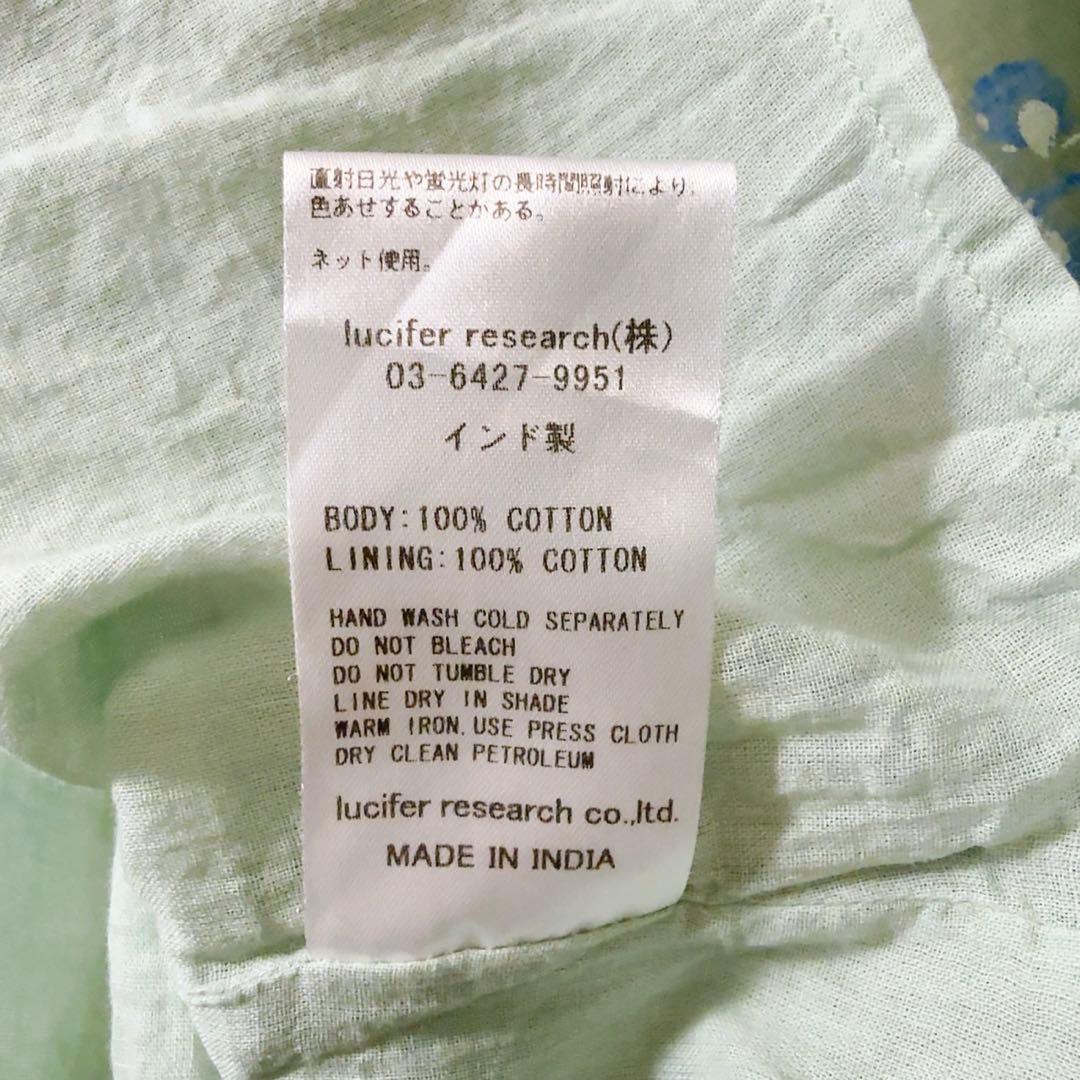 直射日光や蛍光灯の長時間照射により、
色あせすることがある。
ネット使用。
lucifer research(株)
03-6427-9951
インド製
BODY:100% COTTON
LINING:100% COTTON
HAND WASH COLD SEPARATELY
DO NOT BLEACH
DO NOT TUMBLE DRY
LINE DRY IN SHADE
WARM IRON.USE PRESS CLOTH
DRY CLEAN PETROLEUM
lucifer research co.,ltd.
MADE IN INDIA